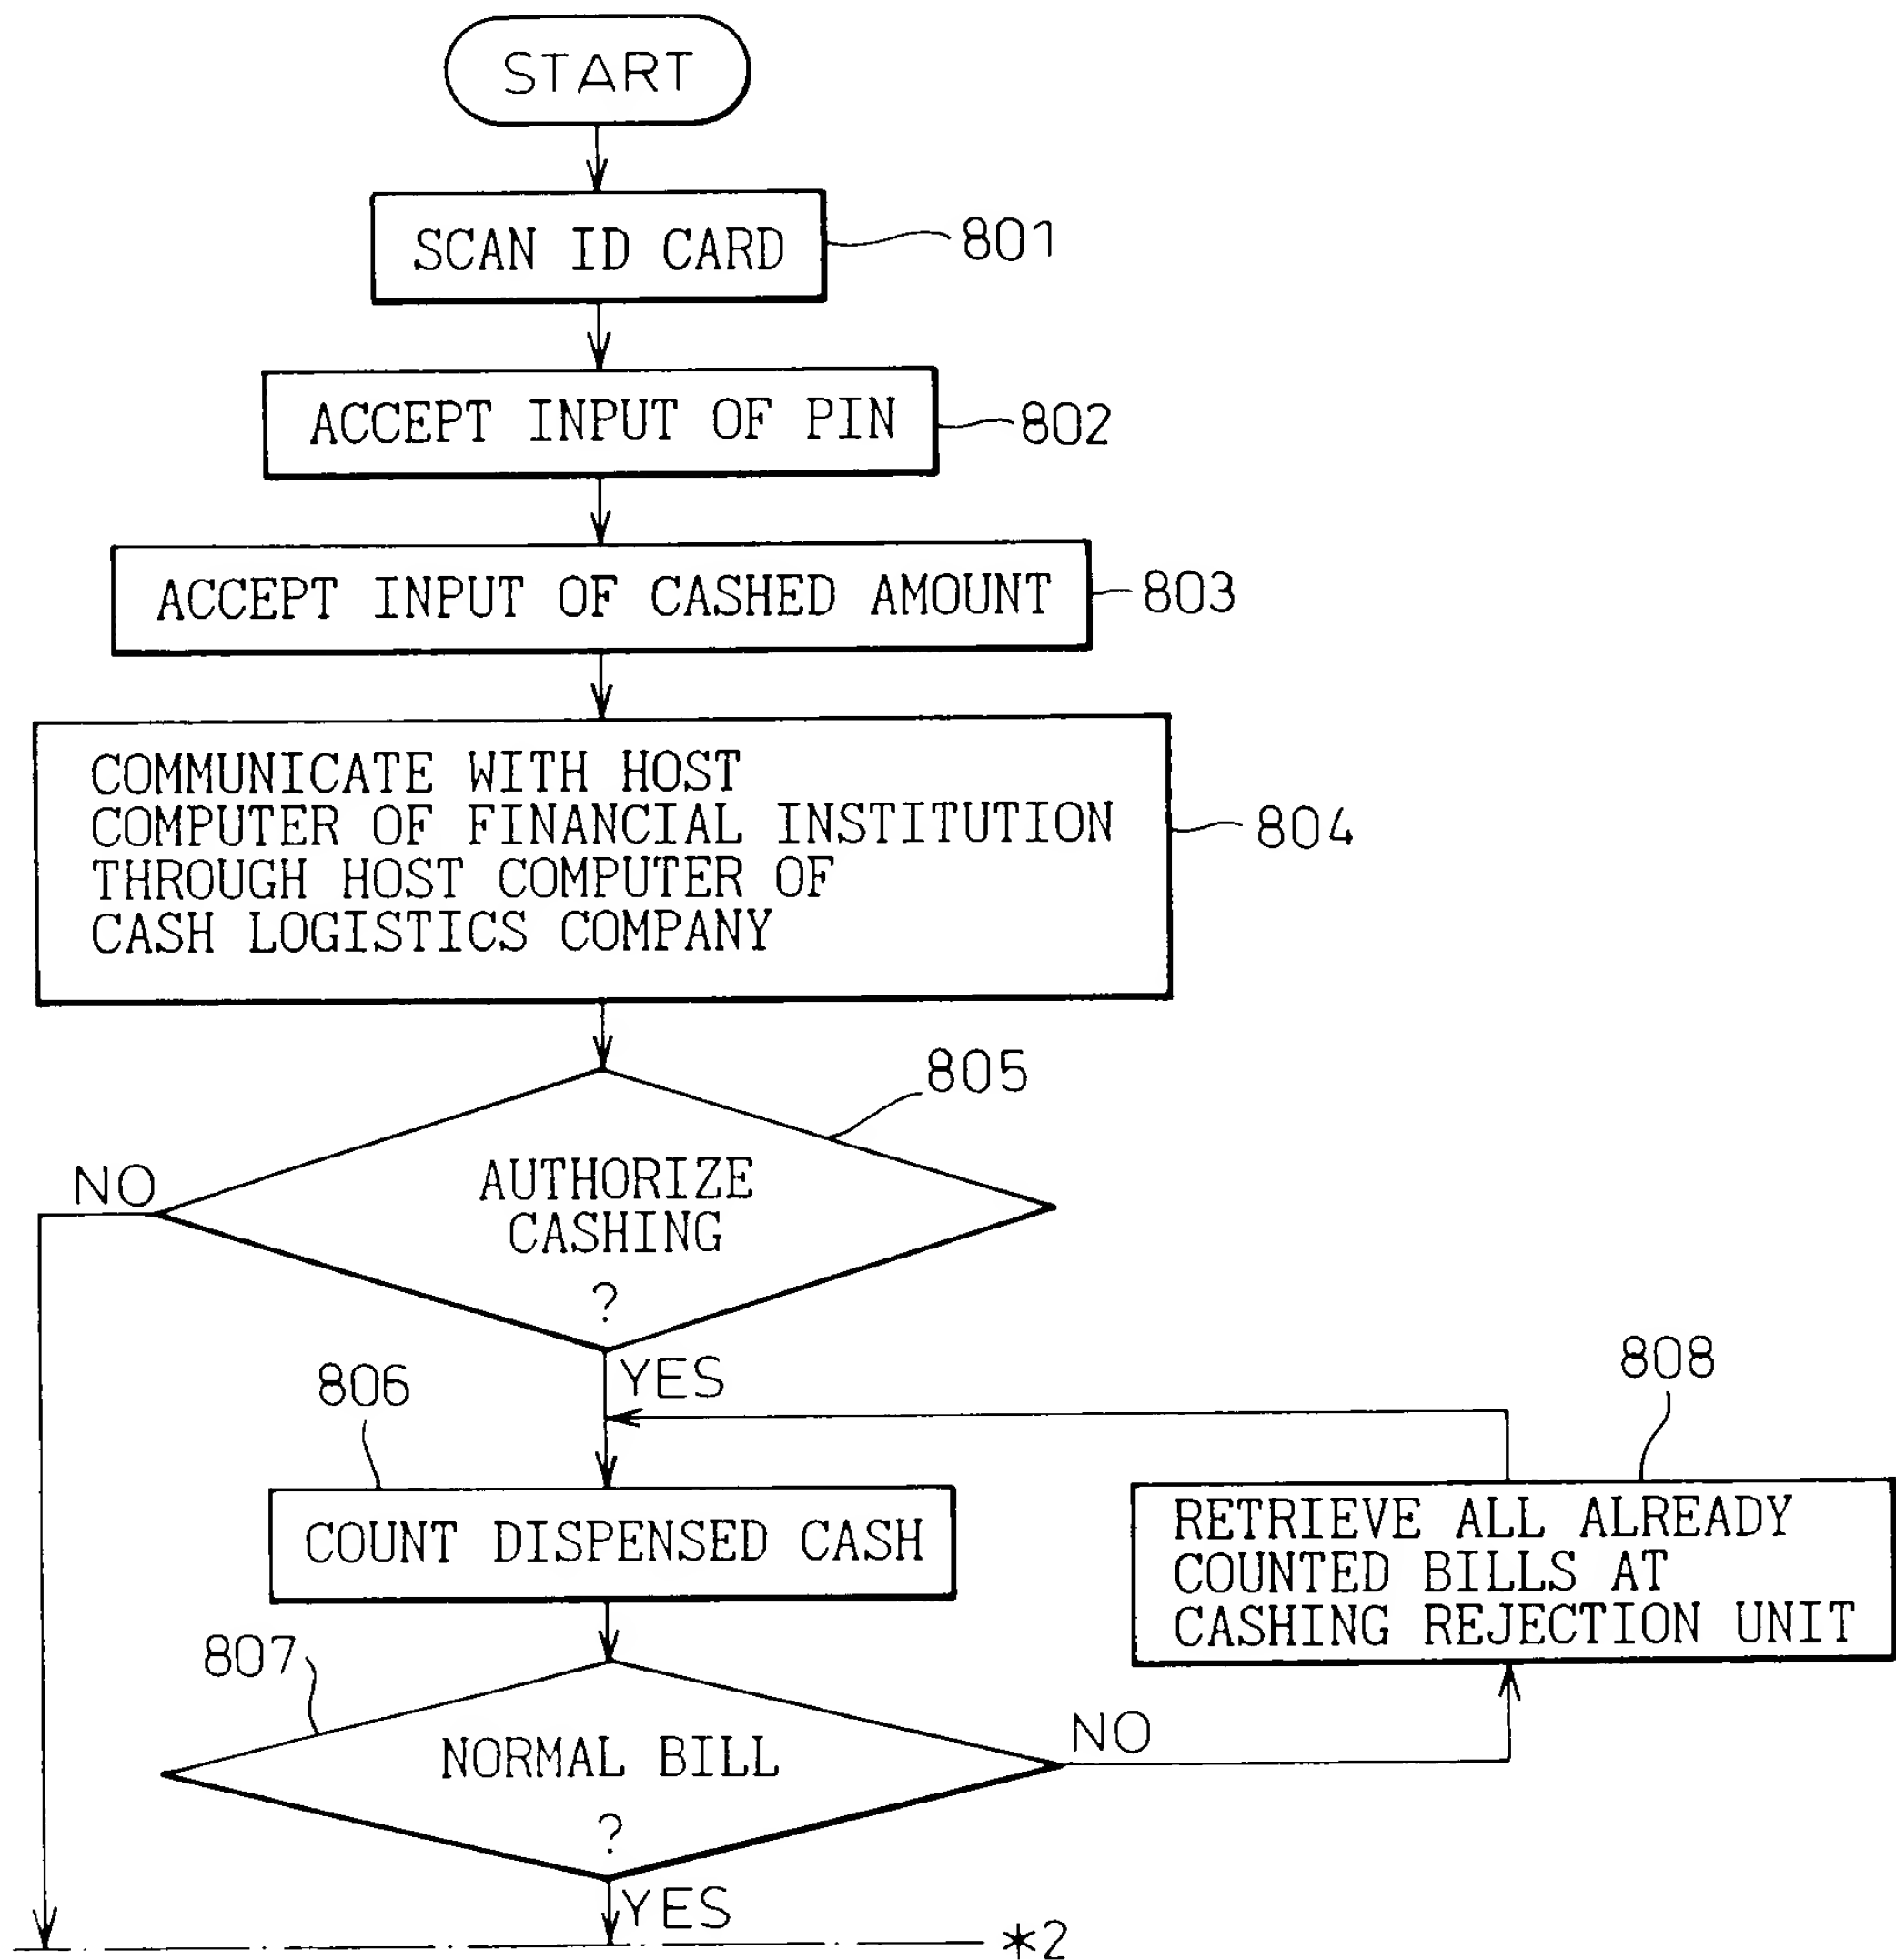 START
SCAN ID CARD
801
ACCEPT INPUT OF PIN
802
ACCEPT INPUT OF CASHED AMOUNT
803
COMMUNICATE WITH HOST
COMPUTER OF FINANCIAL INSTITUTION
THROUGH HOST COMPUTER OF
CASH LOGISTICS COMPANY
804
805
NO
AUTHORIZE
CASHING
?
YES
806
808
COUNT DISPENSED CASH
RETRIEVE ALL ALREADY
COUNTED BILLS AT
CASHING REJECTION UNIT
807
NORMAL BILL
?
NO
YES
*2